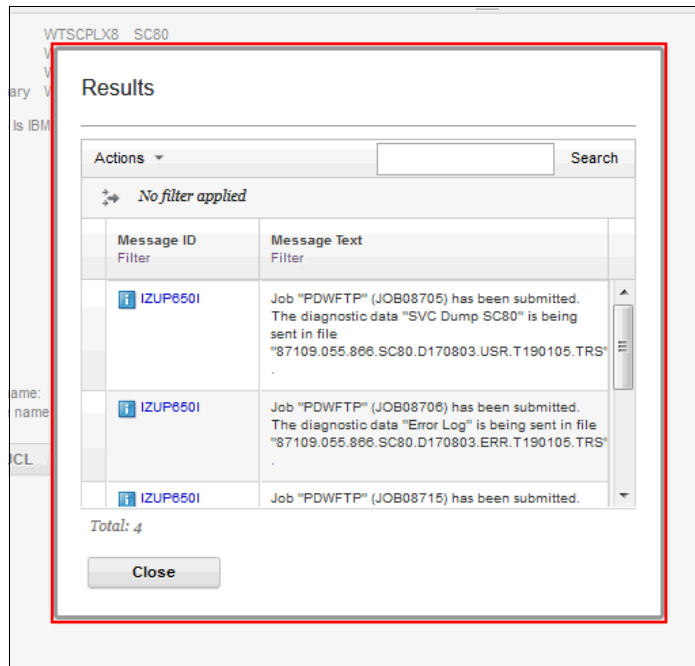 WTSCPLX8 SC80
W
W
ary W
Is IBM
Results
Actions
Search
No filter applied
Message ID
Message Text
Filter
Filter
IZUP650I
Job "PDWFTP" (JOB08705) has been submitted.
The diagnostic data "SVC Dump SC80" is being
sent in file
"87109.055.866.SC80.D170803.USR.T190105.TRS"
.
IZUP650I
Job "PDWFTP" (JOB08706) has been submitted.
The diagnostic data "Error Log" is being sent in file
"87109.055.866.SC80.D170803.ERR.T190105.TRS"
.
IZUP650I
Job "PDWFTP" (JOB08715) has been submitted.
ame:
name
JCL
Total: 4
Close